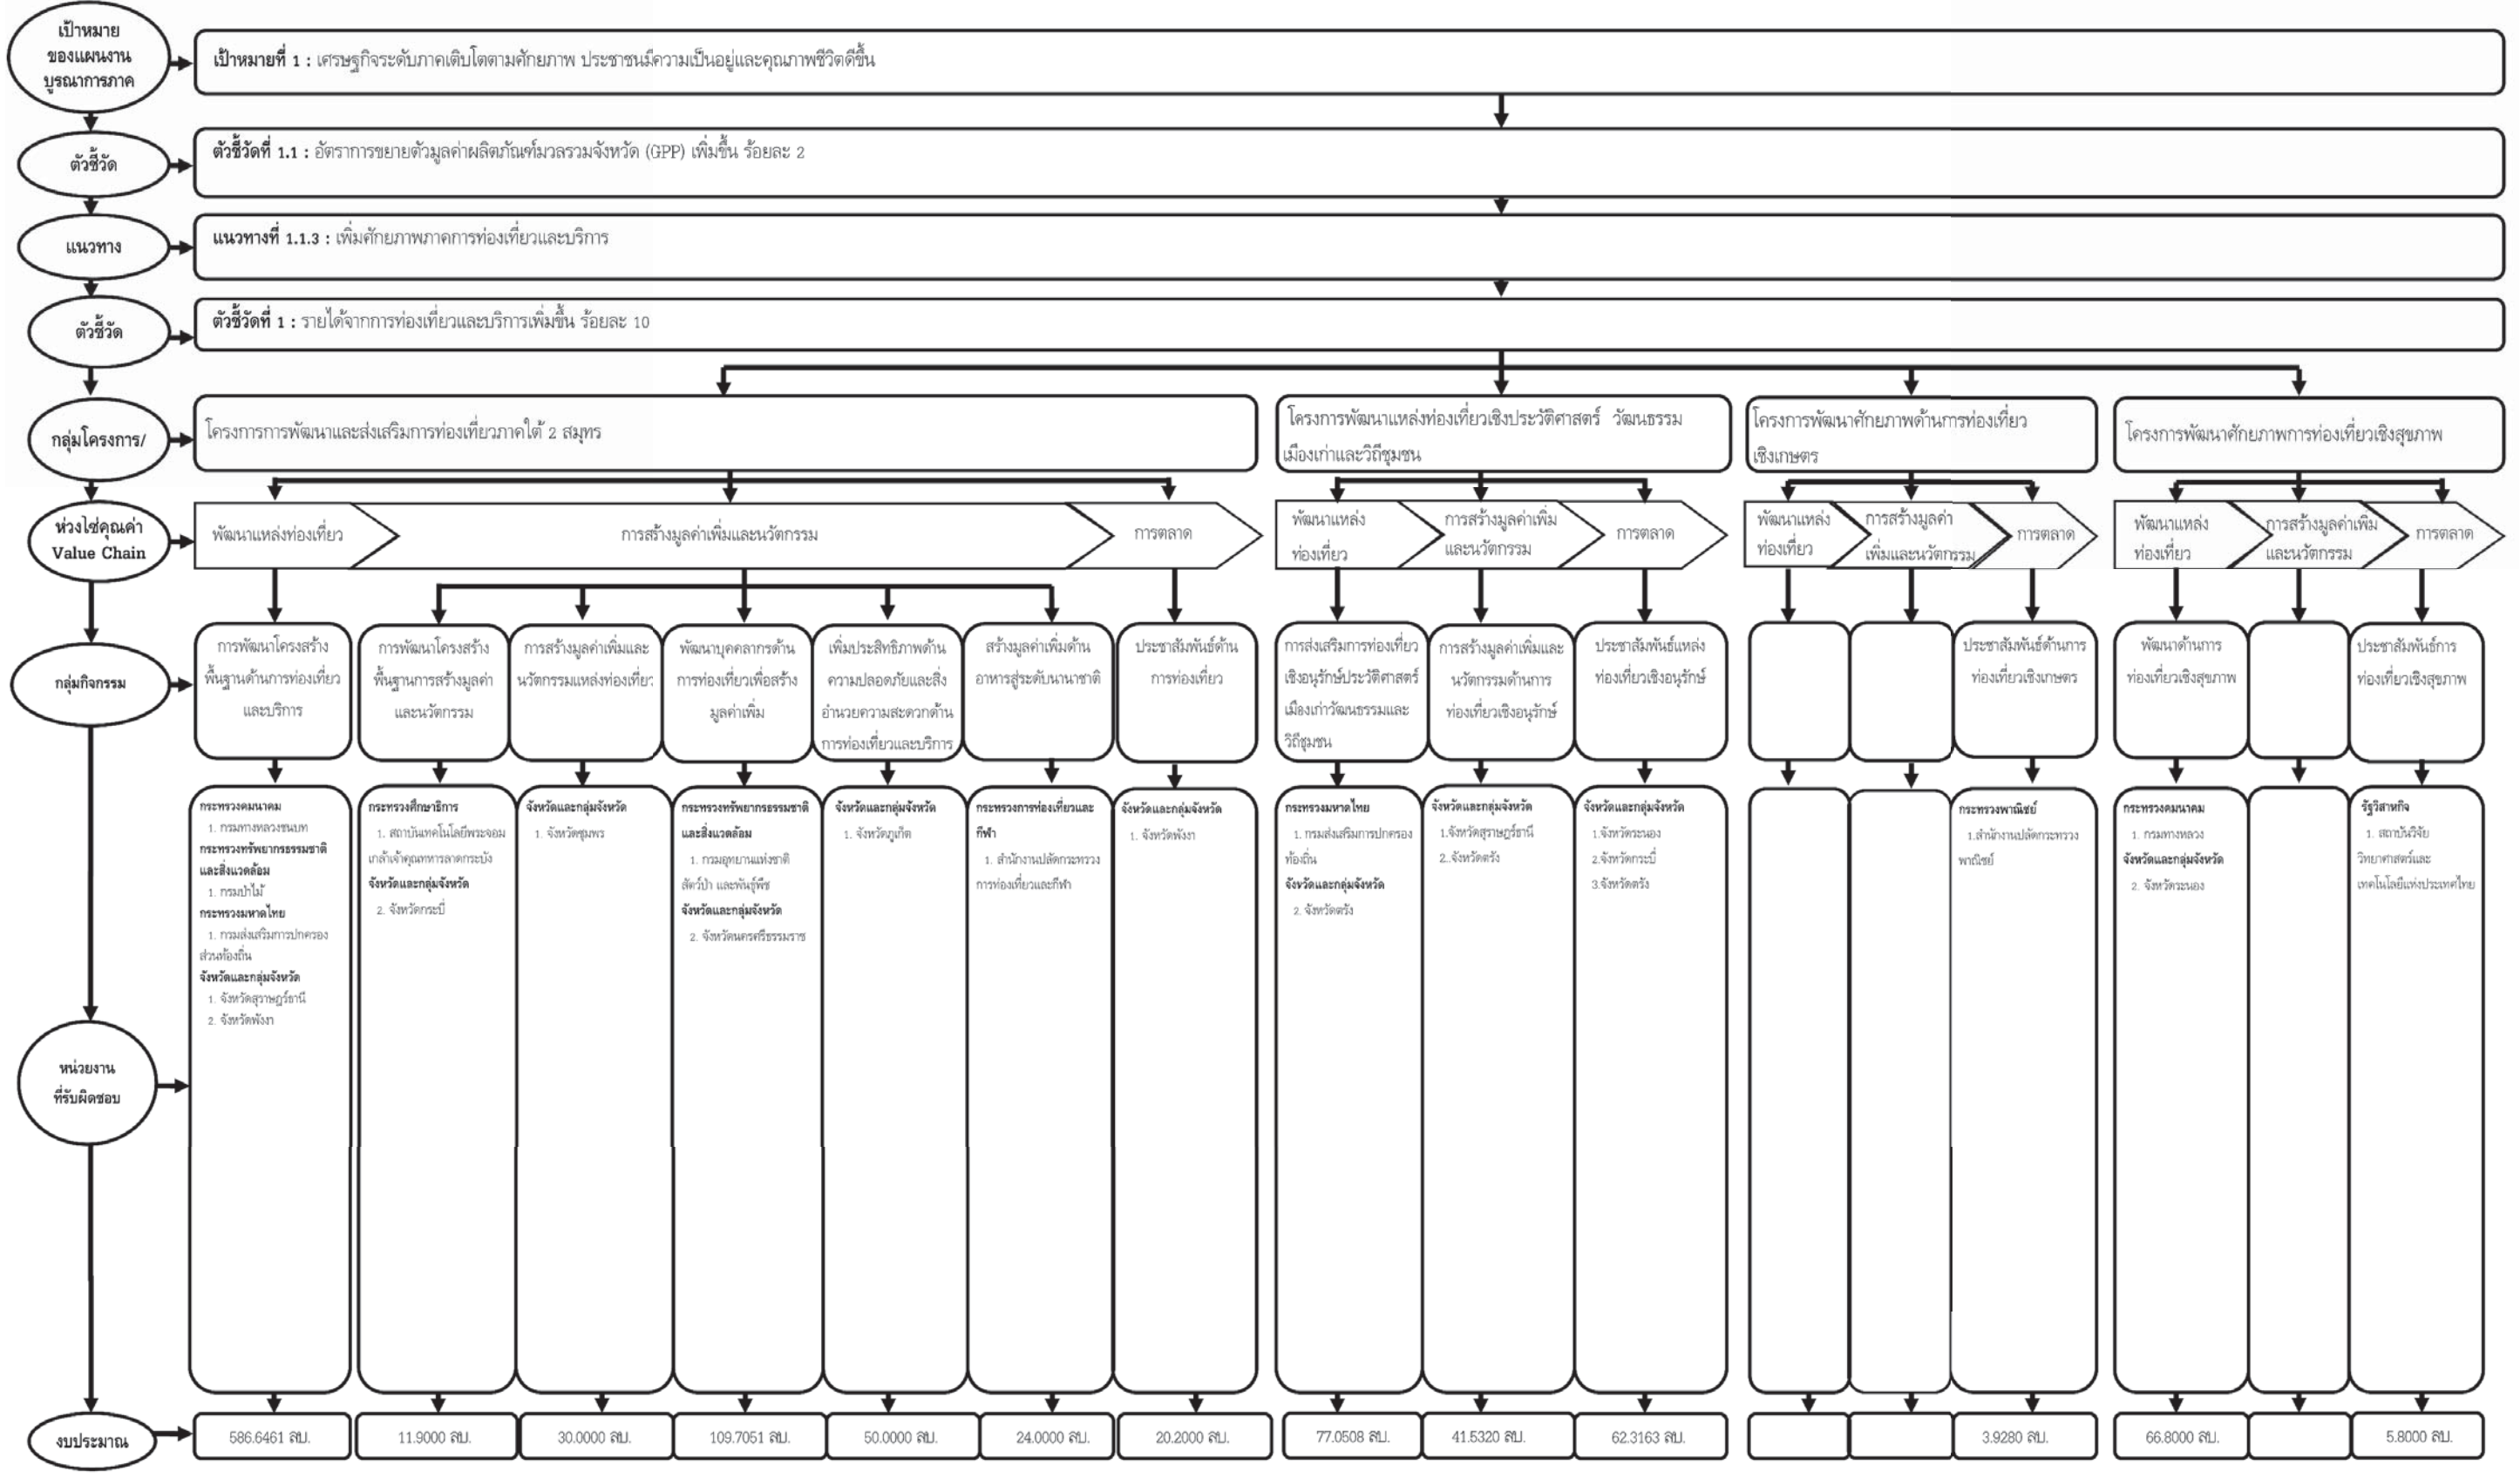 เป้าหมาย
ของแผนงาน
บูรณาการภาค
เป้าหมายที่ 1 : เศรษฐกิจระดับภาคเติบโตตามศักยภาพ ประชาชนมีความเป็นอยู่และคุณภาพชีวิตดีขึ้น
ตัวชี้วัด
ตัวชี้วัดที่ 1.1 : อัตราการขยายตัวมูลค่าผลิตภัณฑ์มวลรวมจังหวัด (GPP) เพิ่มขึ้น ร้อยละ 2
แนวทาง
แนวทางที่ 1.1.3 : เพิ่มศักยภาพภาคการท่องเที่ยวและบริการ
ตัวชี้วัด
ตัวชี้วัดที่ 1 : รายได้จากการท่องเที่ยวและบริการเพิ่มขึ้น ร้อยละ 10
กลุ่มโครงการ/
โครงการการพัฒนาและส่งเสริมการท่องเที่ยวภาคใต้ 2 สมุทร
โครงการพัฒนาแหล่งท่องเที่ยวเชิงประวัติศาสตร์ วัฒนธรรม
เมืองเก่าและวิถีชุมชน
โครงการพัฒนาศักยภาพด้านการท่องเที่ยว
เชิงเกษตร
โครงการพัฒนาศักยภาพการท่องเที่ยวเชิงสุขภาพ
ห่วงโซ่คุณค่า
Value Chain
พัฒนาแหล่งท่องเที่ยว
การสร้างมูลค่าเพิ่มและนวัตกรรม
การตลาด
พัฒนาแหล่ง
ท่องเที่ยว
การสร้างมูลค่าเพิ่ม
และนวัตกรรม
การตลาด
พัฒนาแหล่ง
ท่องเที่ยว
การสร้างมูลค่า
เพิ่มและนวัตกรรม
การตลาด
พัฒนาแหล่ง
ท่องเที่ยว
การสร้างมูลค่าเพิ่ม
และนวัตกรรม
การตลาด
กลุ่มกิจกรรม
การพัฒนาโครงสร้าง
พื้นฐานด้านการท่องเที่ยว
และบริการ
การพัฒนาโครงสร้าง
พื้นฐานการสร้างมูลค่า
และนวัตกรรม
การสร้างมูลค่าเพิ่มและ
นวัตกรรมแหล่งท่องเที่ยว
พัฒนาบุคคลากรด้าน
การท่องเที่ยวเพื่อสร้าง
มูลค่าเพิ่ม
เพิ่มประสิทธิภาพด้าน
ความปลอดภัยและสิ่ง
อำนวยความสะดวกด้าน
การท่องเที่ยวและบริการ
สร้างมูลค่าเพิ่มด้าน
อาหารสู่ระดับนานาชาติ
ประชาสัมพันธ์ด้าน
การท่องเที่ยว
การส่งเสริมการท่องเที่ยว
เชิงอนุรักษ์ประวัติศาสตร์
เมืองเก่าวัฒนธรรมและ
วิถีชุมชน
การสร้างมูลค่าเพิ่มและ
นวัตกรรมด้านการ
ท่องเที่ยวเชิงอนุรักษ์
ประชาสัมพันธ์แหล่ง
ท่องเที่ยวเชิงอนุรักษ์
ประชาสัมพันธ์ด้านการ
ท่องเที่ยวเชิงเกษตร
พัฒนาด้านการ
ท่องเที่ยวเชิงสุขภาพ
ประชาสัมพันธ์การ
ท่องเที่ยวเชิงสุขภาพ
หน่วยงาน
ที่รับผิดชอบ
กระทรวงคมนาคม
1. กรมทางหลวงชนบท
กระทรวงทรัพยากรธรรมชาติ
และสิ่งแวดล้อม
1. กรมป่าไม้
กระทรวงมหาดไทย
1. กรมส่งเสริมการปกครอง
ส่วนท้องถิ่น
จังหวัดและกลุ่มจังหวัด
1. จังหวัดสุราษฎร์ธานี
2. จังหวัดพังงา
กระทรวงศึกษาธิการ
1. สถาบันเทคโนโลยีพระจอม
เกล้าเจ้าคุณทหารลาดกระบัง
จังหวัดและกลุ่มจังหวัด
2. จังหวัดกระบี่
จังหวัดและกลุ่มจังหวัด
1. จังหวัดชุมพร
กระทรวงทรัพยากรธรรมชาติ
และสิ่งแวดล้อม
1. กรมอุทยานแห่งชาติ
สัตว์ป่า และพันธุ์พืช
จังหวัดและกลุ่มจังหวัด
2. จังหวัดนครศรีธรรมราช
จังหวัดและกลุ่มจังหวัด
1. จังหวัดภูเก็ต
กระทรวงการท่องเที่ยวและ
กีฬา
1. สำนักงานปลัดกระทรวง
การท่องเที่ยวและกีฬา
จังหวัดและกลุ่มจังหวัด
1. จังหวัดพังงา
กระทรวงมหาดไทย
1. กรมส่งเสริมการปกครอง
ท้องถิ่น
จังหวัดและกลุ่มจังหวัด
2. จังหวัดตรัง
จังหวัดและกลุ่มจังหวัด
1.จังหวัดสุราษฎร์ธานี
2..จังหวัดตรัง
จังหวัดและกลุ่มจังหวัด
1.จังหวัดระนอง
2.จังหวัดกระบี่
3.จังหวัดตรัง
กระทรวงพาณิชย์
1.สำนักงานปลัดกระทรวง
พาณิชย์
กระทรวงคมนาคม
1. กรมทางหลวง
จังหวัดและกลุ่มจังหวัด
2. จังหวัดระนอง
รัฐวิสาหกิจ
1. สถาบันวิจัย
วิทยาศาสตร์และ
เทคโนโลยีแห่งประเทศไทย
งบประมาณ
586.6461 ลบ.
11.9000 ลบ.
30.0000 ลบ.
109.7051 ลบ.
50.0000 ลบ.
24.0000 ลบ.
20.2000 ลบ.
77.0508 ลบ.
41.5320 ลบ.
62.3163 ลบ.
3.9280 ลบ.
66.8000 ลบ.
5.8000 ลบ.